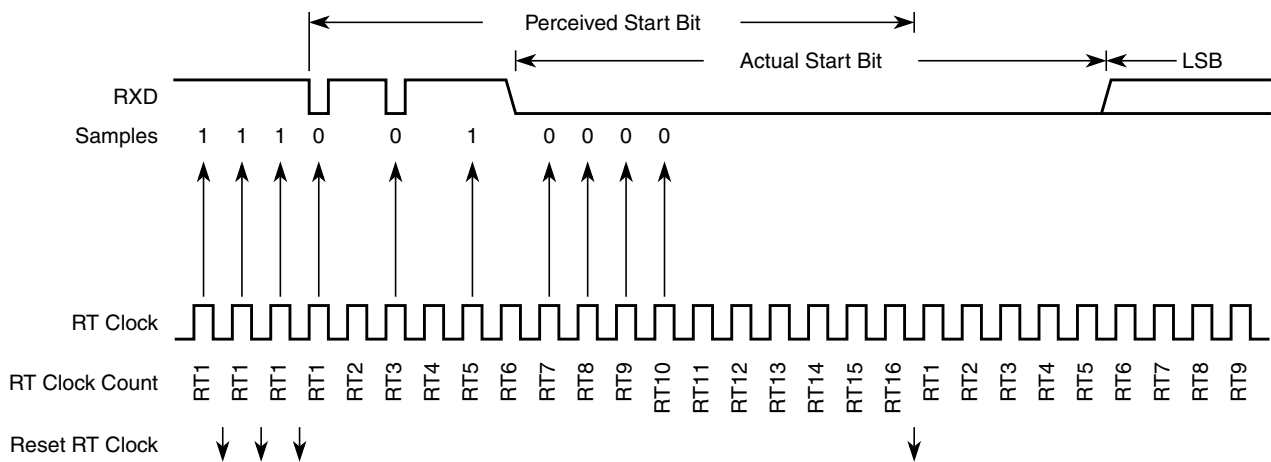 Perceived Start Bit
Actual Start Bit
LSB
RXD
Samples 1 1 1 0 0 1 0 0 0 0
RT Clock
RT Clock Count RT1 RT1 RT1 RT1 RT2 RT3 RT4 RT5 RT6 RT7 RT8 RT9 RT10 RT11 RT12 RT13 RT14 RT15 RT16 RT1 RT2 RT3 RT4 RT5 RT6 RT7 RT8 RT9
Reset RT Clock